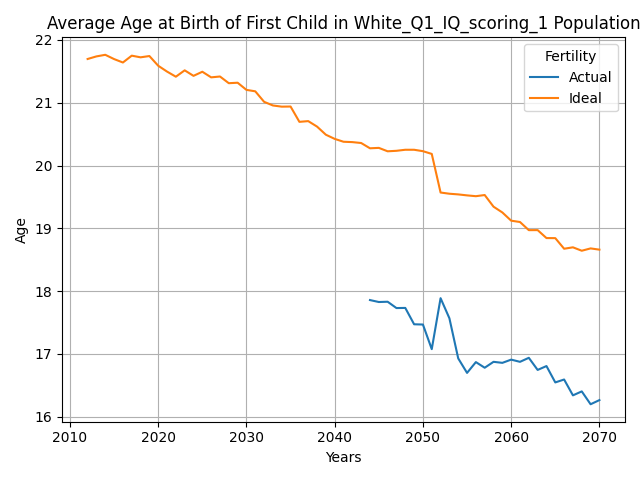 Average Age at Birth of First Child in White_Q1_IQ_scoring_1 Population
Fertility
Actual
Ideal
22
21
20
19
18
17
16
Age
2010 2020 2030 2040 2050 2060 2070
Years